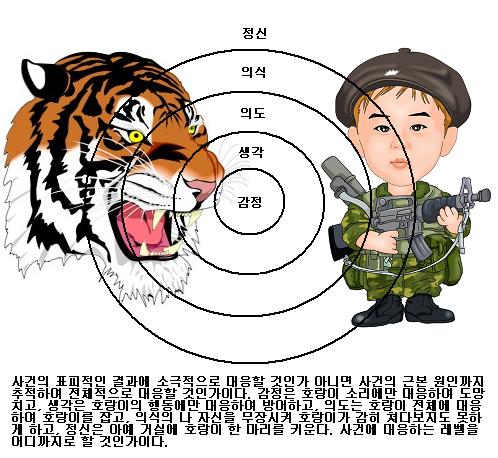 정신
의식
의도
생각
감정
사건의 표피적인 결과에 소극적으로 대응할 것인가 아니면 사건의 근본 원인까지
추적하여 전체적으로 대응할 것인가이다. 감정은 호랑이 소리에만 대응하여 도망
치고, 생각은 호랑이의 행동에만 대응하여 방어하고, 의도는 호랑이 전체에 대응
하여 호랑이를 잡고, 의식의 나 자신을 무장시켜 호랑이가 감히 쳐다보지도 못하
게 하고, 정신은 아예 거실에 호랑이 한 마리를 키운다. 사건에 대응하는 레벨을
어디까지로 할 것인가이다.